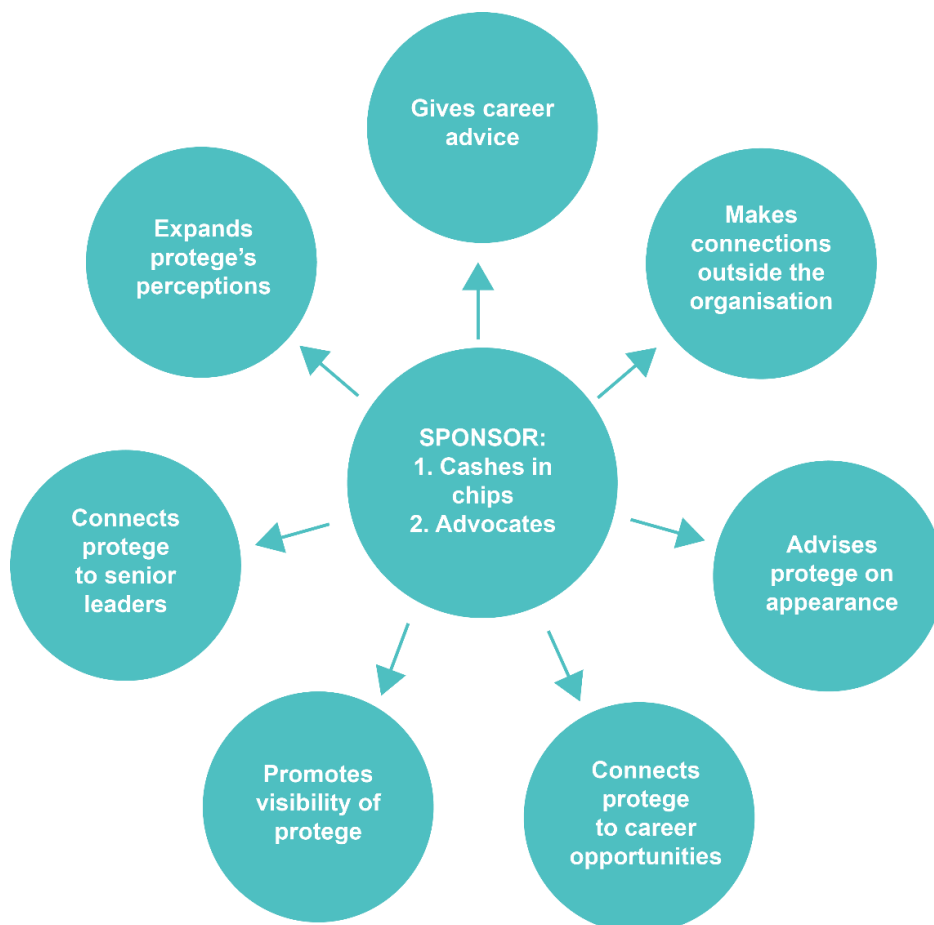 Gives career
advice
Makes
connections
outside the
organisation
Advises
protege on
appearance
Connects
protege
to career
opportunities
Promotes
visibility of
protege
Connects
protege
to senior
leaders
Expands
protege’s
perceptions
SPONSOR:
1. Cashes in
chips
2. Advocates